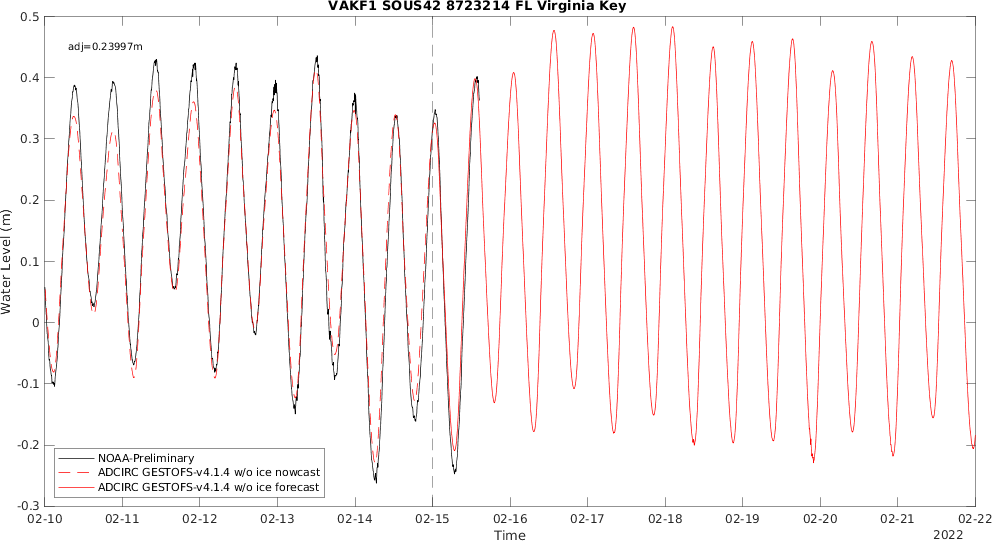 VAKF1 SOUS42 8723214 FL Virginia Key
adj=0.23997m
0.5
0.4
0.3
0.2
0.1
0
-0.1
-0.2
-0.3
Water Level (m)
NOAA-Preliminary
ADCIRC GESTOFS-v4.1.4 w/o ice nowcast
ADCIRC GESTOFS-v4.1.4 w/o ice forecast
02-10 02-11 02-12 02-13 02-14 02-15 02-16 02-17 02-18 02-19 02-20 02-21 02-22
Time
2022